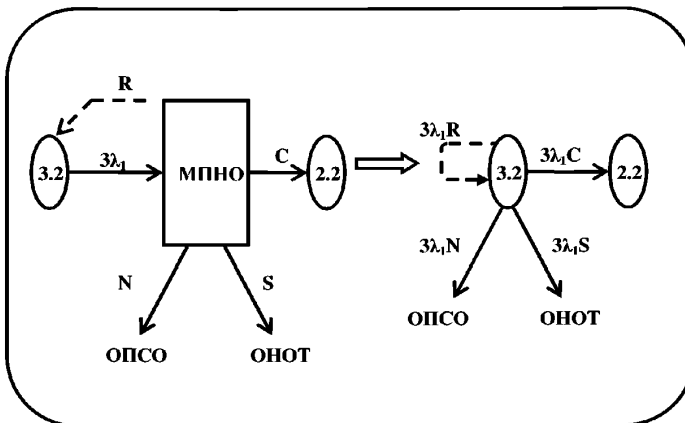 R
3.2
3λ₁
МПНО
C
2.2
N
S
ОПСО
ОНОТ
3λ₁R
3.2
3λ₁C
2.2
3λ₁N
3λ₁S
ОПСО
ОНОТ